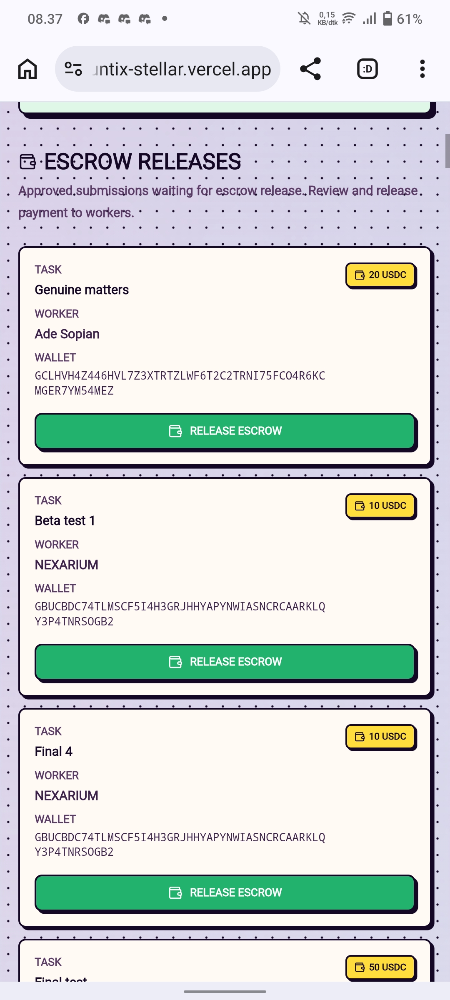 08.37
0,15
KB/dtk
61%
ntix-stellar.vercel.app
:D
ESCROW RELEASES
Approved submissions waiting for escrow release. Review and release
payment to workers.
TASK
20 USDC
Genuine matters
WORKER
Ade Sopian
WALLET
GCLHVH4Z446HVL7Z3XTRTZLWF6T2C2TRNI75FCO4R6KC
MGER7YM54MEZ
RELEASE ESCROW
TASK
10 USDC
Beta test 1
WORKER
NEXARIUM
WALLET
GBUCBDC74TLMSCF5I4H3GRJHHYAPYNWIASNCRCAARKLQ
Y3P4TNRSOGB2
RELEASE ESCROW
TASK
10 USDC
Final 4
WORKER
NEXARIUM
WALLET
GBUCBDC74TLMSCF5I4H3GRJHHYAPYNWIASNCRCAARKLQ
Y3P4TNRSOGB2
RELEASE ESCROW
TASK
50 USDC
Final test